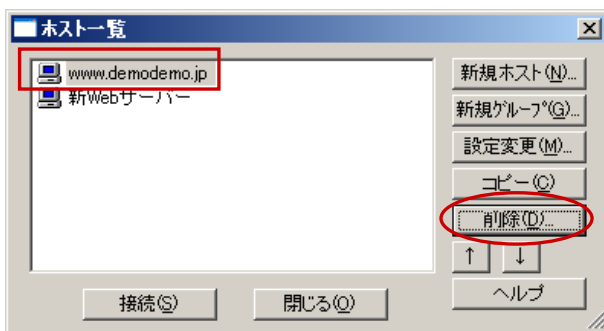 ホスト一覧
www.demodemo.jp
新Webサーバー
新規ホスト(N)...
新規グループ(G)...
設定変更(M)...
コピー(C)
削除(D)...
↑ ↓
接続(S)
閉じる(O)
ヘルプ